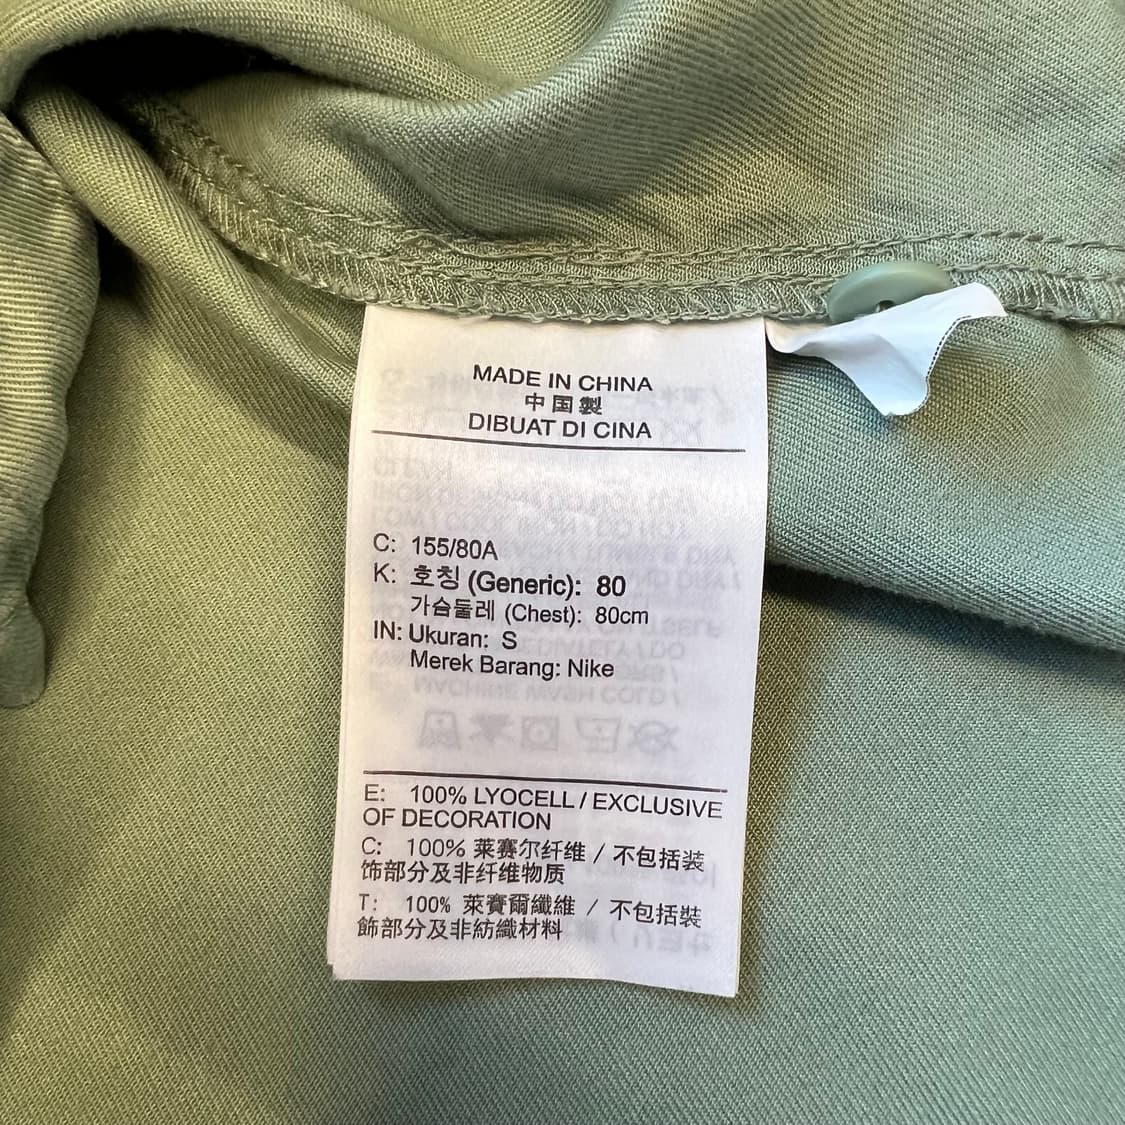 MADE IN CHINA
中国製
DIBUAT DI CINA
C: 155/80A
K: 호칭 (Generic): 80
가슴둘레 (Chest): 80cm
IN: Ukuran: S
Merek Barang: Nike
E: 100% LYOCELL / EXCLUSIVE
OF DECORATION
C: 100% 莱赛尔纤维 / 不包括装
饰部分及非纤维物质
T: 100% 萊賽爾纖維 / 不包括裝
飾部分及非紡織材料